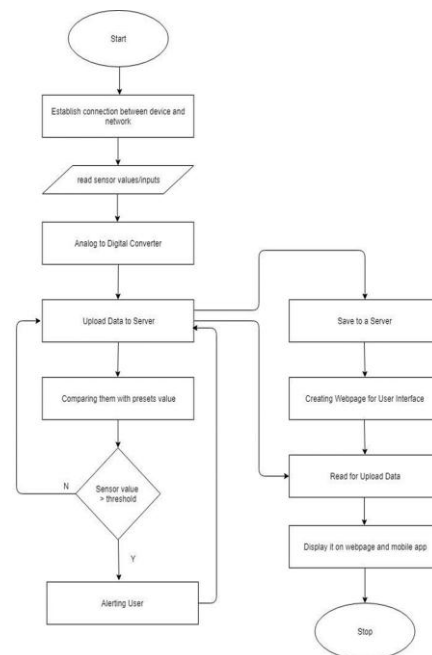 Start
Establish connection between device and
network
read sensor values/inputs
Analog to Digital Converter
Upload Data to Server
Comparing them with presets value
Sensor value
> threshold
N
Y
Alerting User
Save to a Server
Creating Webpage for User Interface
Read for Upload Data
Display it on webpage and mobile app
Stop